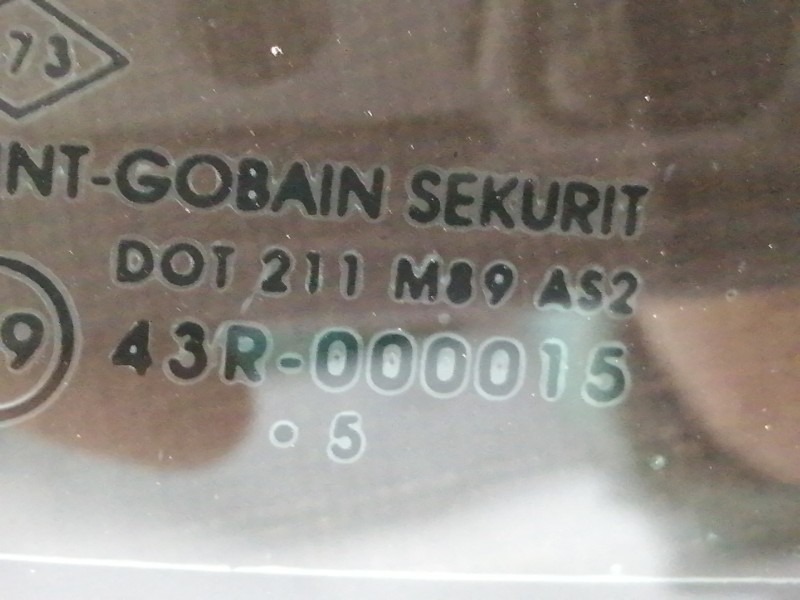 73
INT-GOBAIN SEKURIT
DOT 211 M89 AS2
9 43R-000015
• 5